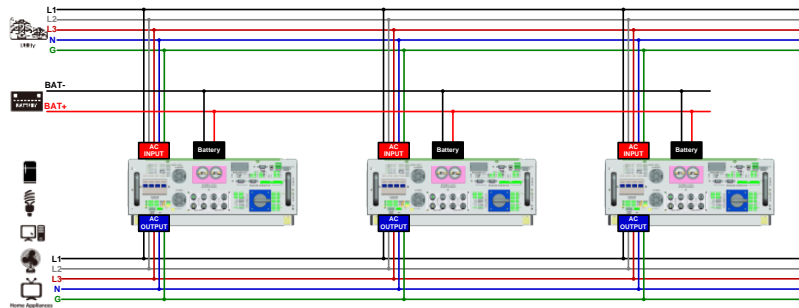 L1
L2
L3
Utility
N
G
BAT-
BATTERY
BAT+
AC
INPUT
Battery
AC
INPUT
Battery
AC
INPUT
Battery
AC
OUTPUT
AC
OUTPUT
AC
OUTPUT
L1
L2
L3
N
G
Home Appliances